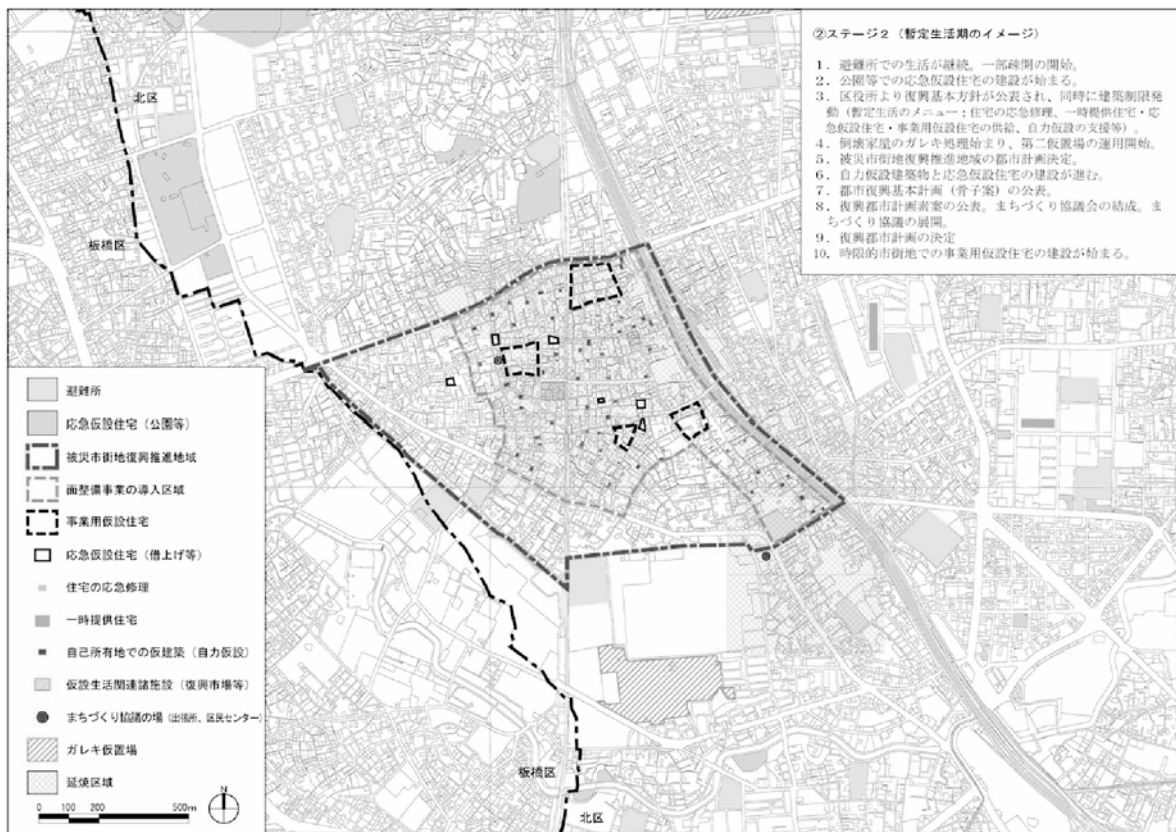 ②ステージ2（暫定生活期のイメージ）
1．避難所での生活が継続。一部疎開の開始。
2．公園等での応急仮設住宅の建設が始まる。
3．区役所より復興基本方針が公表され、同時に建築制限発
動（暫定生活のメニュー；住宅の応急修理、一時提供住宅・応
急仮設住宅・事業用仮設住宅の供給、自力仮設の支援等）。
4．倒壊家屋のガレキ処理始まり、第二仮置場の運用開始。
5．被災市街地復興推進地域の都市計画決定。
6．自力仮設建築物と応急仮設住宅の建設が進む。
7．都市復興基本計画（骨子案）の公表。
8．復興都市計画素案の公表。まちづくり協議会の結成。ま
ちづくり協議の展開。
9．復興都市計画の決定
10．時限的市街地での事業用仮設住宅の建設が始まる。
北区
板橋区
避難所
応急仮設住宅（公園等）
被災市街地復興推進地域
面整備事業の導入区域
事業用仮設住宅
応急仮設住宅（借上げ等）
住宅の応急修理
一時提供住宅
自己所有地での仮建築（自力仮設）
仮設生活関連諸施設（復興市場等）
まちづくり協議の場（出張所、区民センター）
ガレキ仮置場
延焼区域
0 100 200 500m
N
板橋区
北区